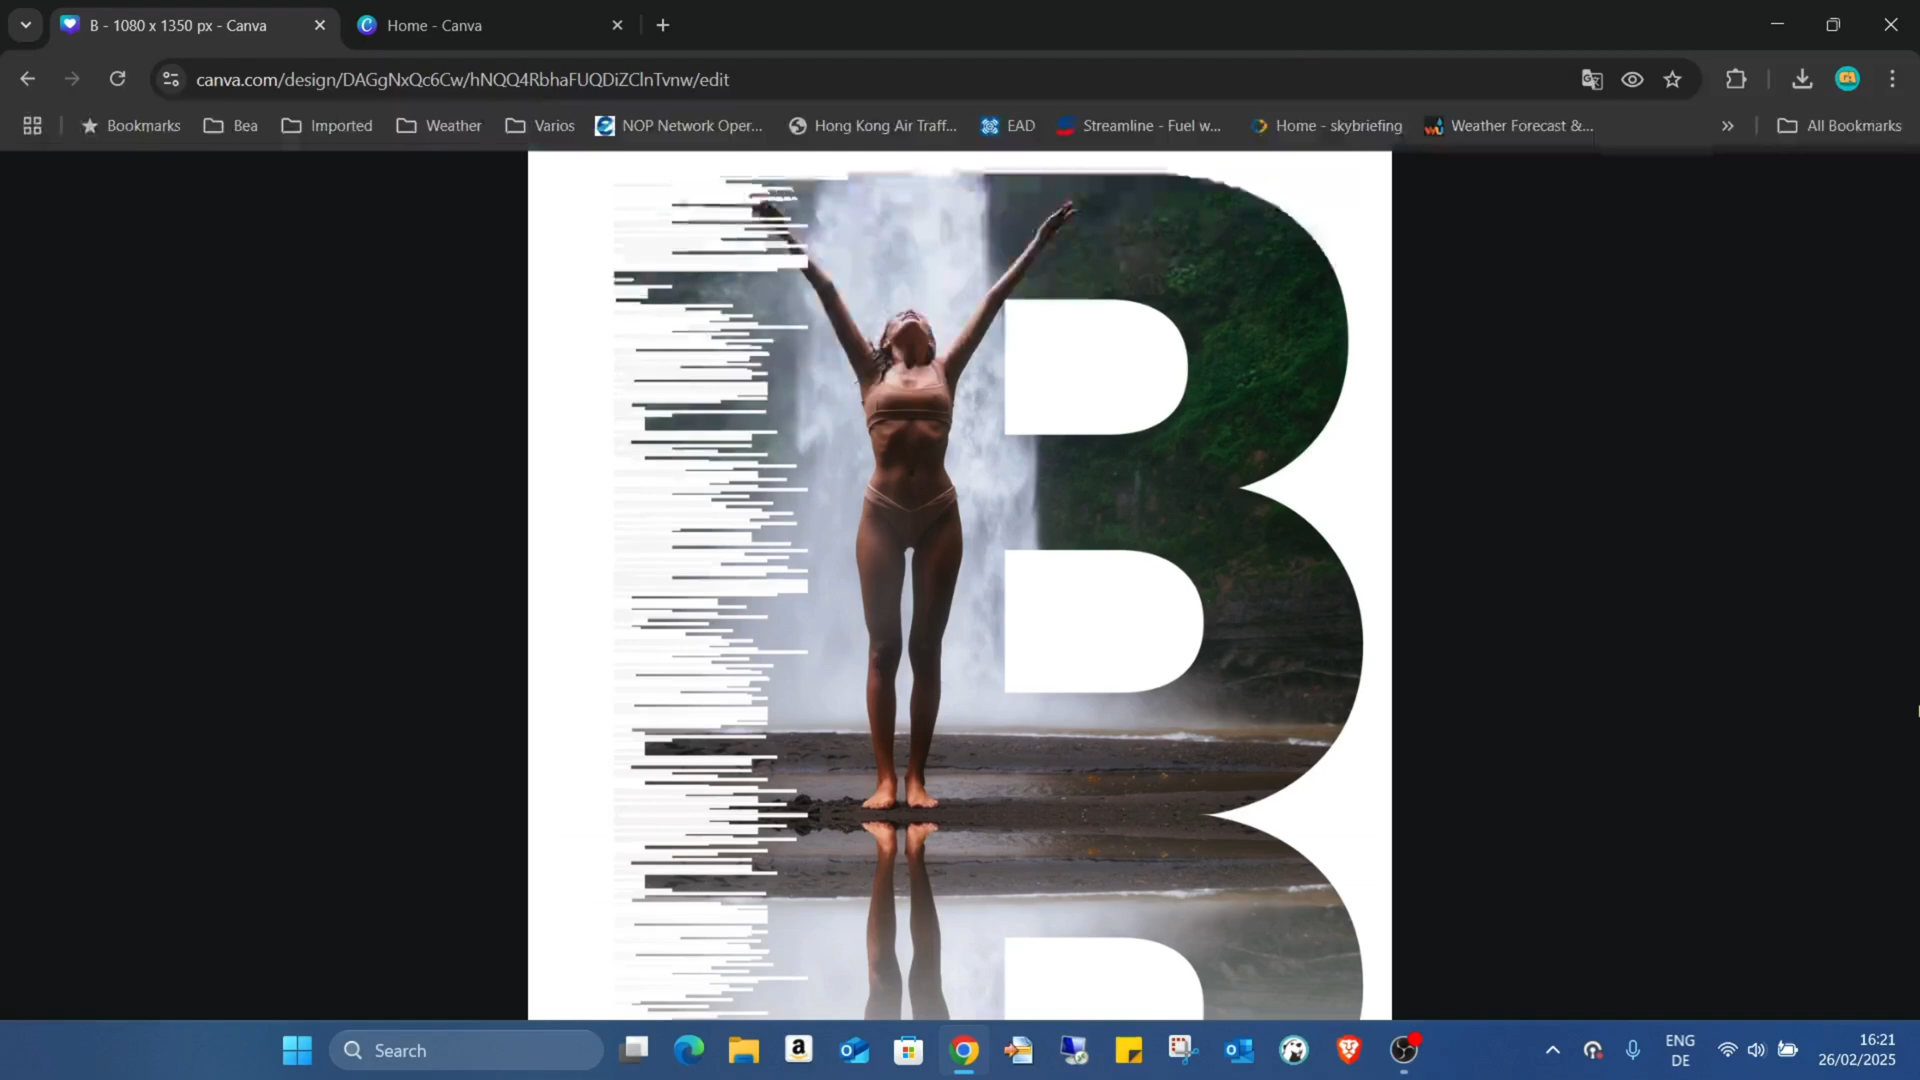 B - 1080 x 1350 px - Canva
Home - Canva
canva.com/design/DAGgNxQc6Cw/hNQQ4RbhaFUQDiZClnTvnw/edit
Bookmarks
Bea
Imported
Weather
Varios
NOP Network Oper...
Hong Kong Air Traff...
EAD
Streamline - Fuel w...
Home - skybriefing
Weather Forecast &...
All Bookmarks
B
Search
ENG
DE
16:21
26/02/2025